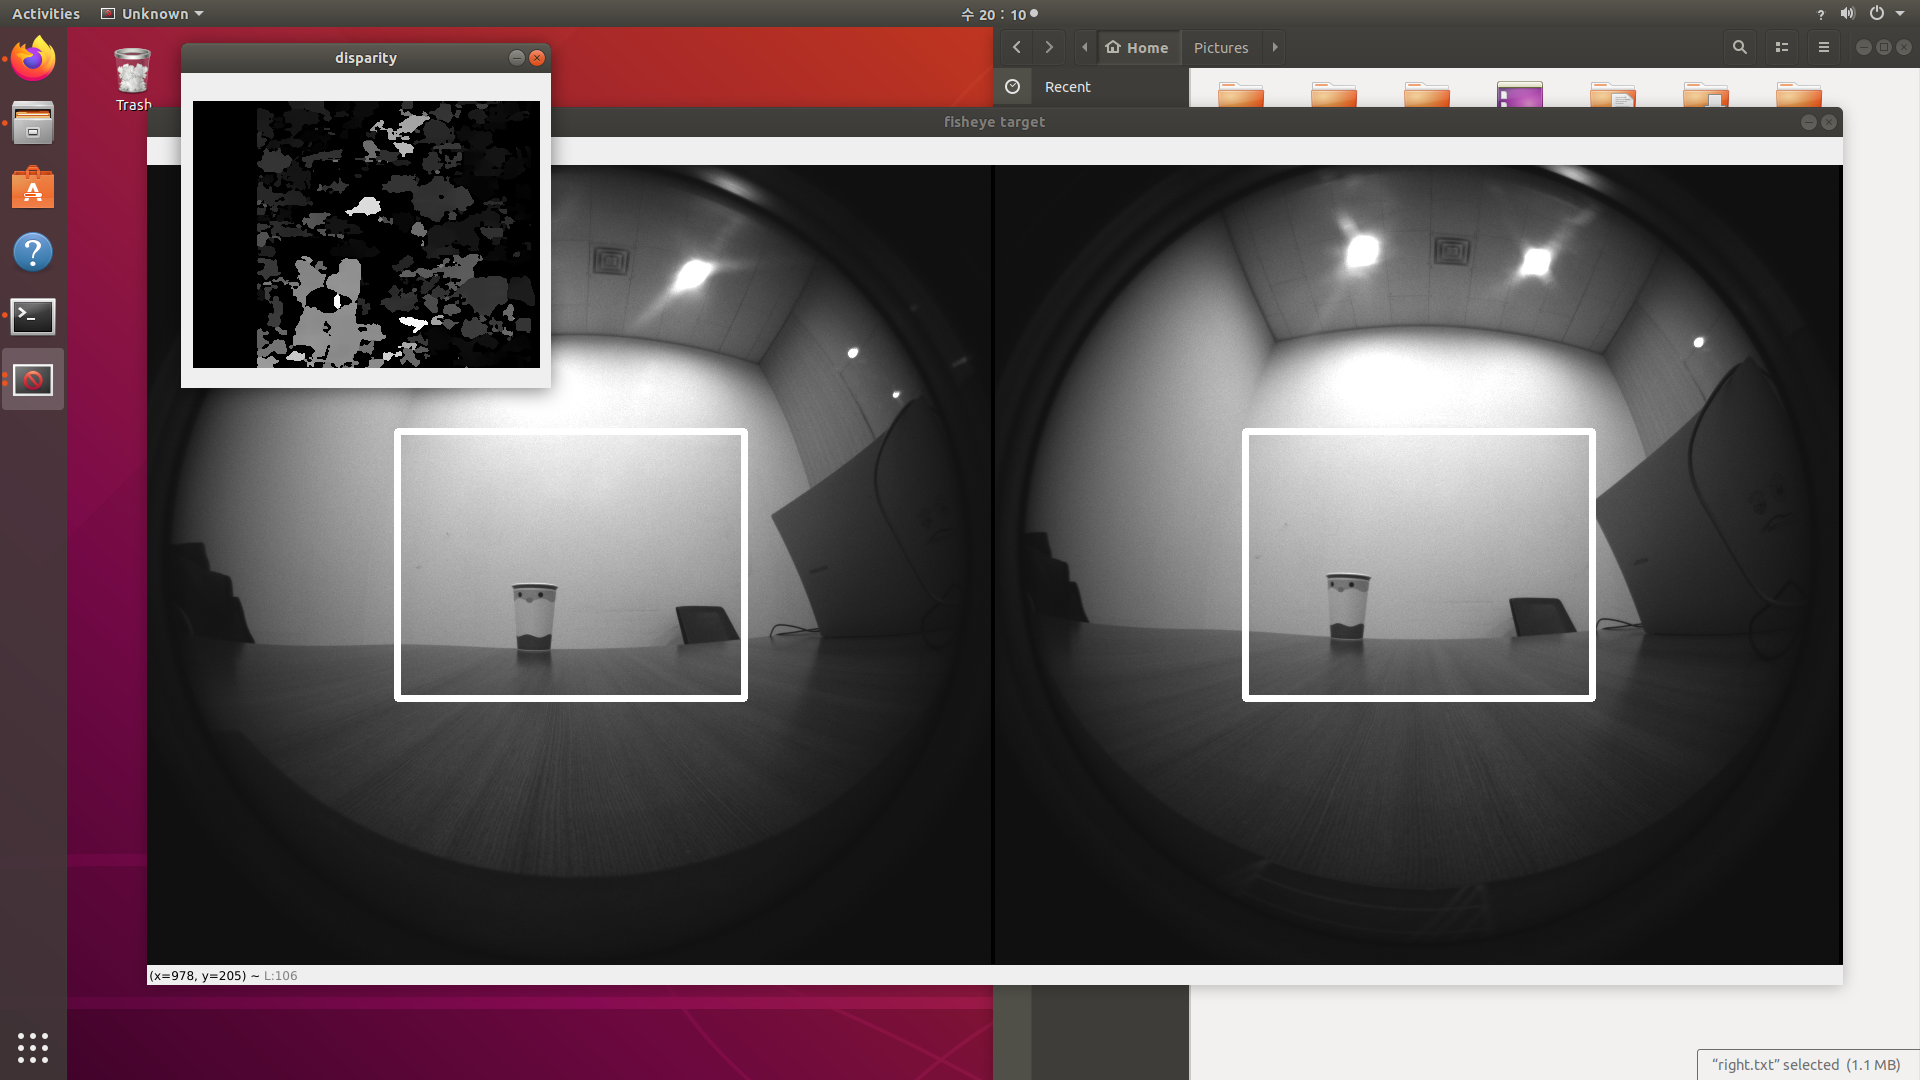 Activities
Unknown
수 20 : 10
?
Trash
disparity
Home
Pictures
Recent
fisheye target
(x=978, y=205) ~ L:106
“right.txt” selected (1.1 MB)